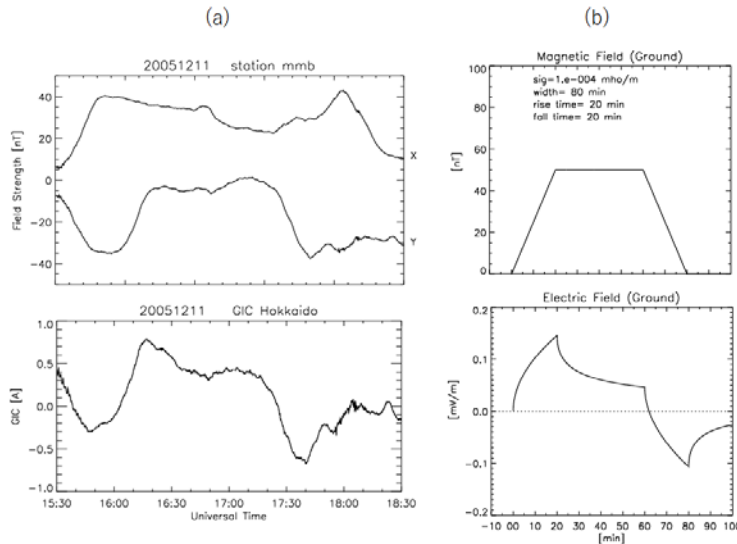 (a)
20051211 station mmb
Field Strength [nT]
40
20
0
-20
-40
X
Y
20051211 GIC Hokkaido
GIC [A]
1.0
0.5
0.0
-0.5
-1.0
15:30 16:00 16:30 17:00 17:30 18:00 18:30
Universal Time
(b)
Magnetic Field (Ground)
sig=1.e-004 mho/m
width= 80 min
rise time= 20 min
fall time= 20 min
[nT]
100
80
60
40
20
0
Electric Field (Ground)
[mV/m]
0.2
0.1
0.0
-0.1
-0.2
-10 00 10 20 30 40 50 60 70 80 90 100
[min]